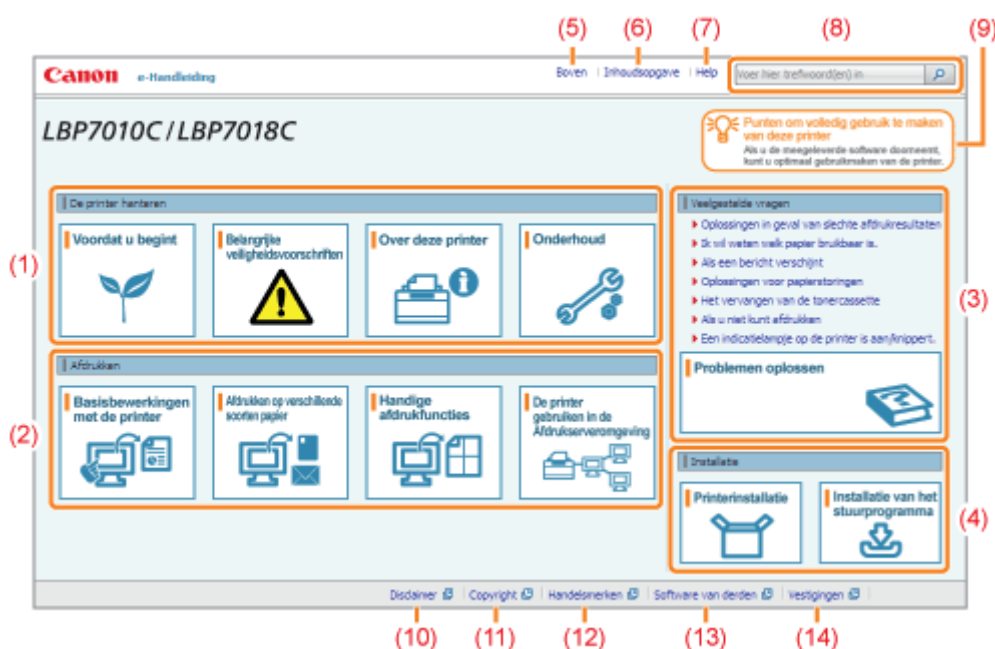 (5) (6) (7) (8) (9)
Canon e-Handleiding
Boven Inhoudsopgave Help Voer hier trefwoord(en) in
LBP7010C / LBP7018C
Punten om volledig gebruik te maken
van deze printer
Als u de meegeleverde software doorneemt,
kunt u optimaal gebruikmaken van de printer.
(1)
De printer hanteren
Voordat u begint
Belangrijke
veiligheidsvoorschriften
Over deze printer
Onderhoud
(2)
Afdrukken
Basisbewerkingen
met de printer
Afdrukken op verschillende
soorten papier
Handige
afdrukfuncties
De printer
gebruiken in de
Afdrukserveromgeving
(3)
Veelgestelde vragen
Oplossingen in geval van slechte afdrukresultaten
Ik wil weten welk papier bruikbaar is.
Als een bericht verschijnt
Oplossingen voor papierstoringen
Het vervangen van de tonercassette
Als u niet kunt afdrukken
Een indicatielampje op de printer is aan/knippert.
Problemen oplossen
(4)
Installatie
Printerinstallatie
Installatie van het
stuurprogramma
Disclaimer Copyright Handelsmerken Software van derden Vestigingen
(10) (11) (12) (13) (14)